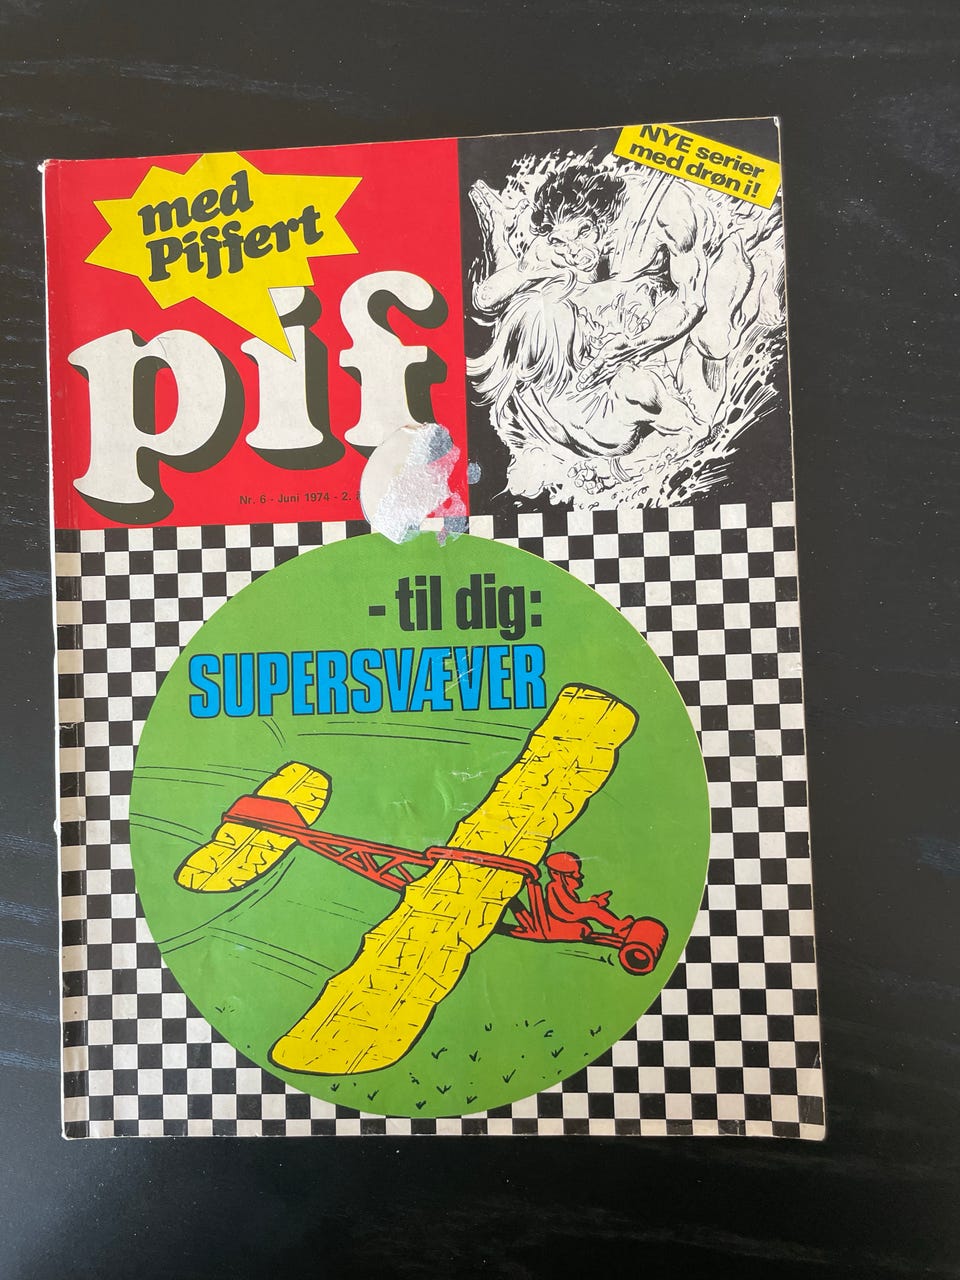 med
Piffert
pif
Nr. 6 - Juni 1974 - 2.
NYE serier
med drøn i!
- til dig:
SUPERSVÆVER